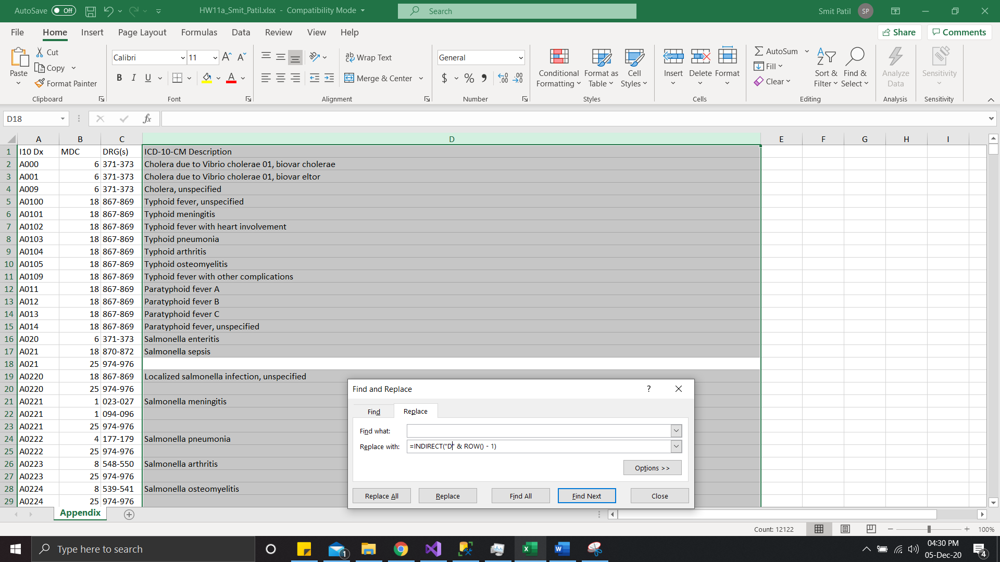 AutoSave Off HW11a_Smit_Patil.xlsx - Compatibility Mode Search Smit Patil SP
File Home Insert Page Layout Formulas Data Review View Help Share Comments
Paste Cut Copy Format Painter Clipboard
Calibri 11 B I U A Font
ab Wrap Text Merge & Center Alignment
General $ % Number
Conditional Formatting Format as Table Cell Styles Styles
Insert Delete Format Cells
AutoSum Fill Clear Sort & Filter Find & Select Editing
Analyze Data Analysis
Sensitivity Sensitivity
D18 fx
A B C D E F G H I
1 I10 Dx MDC DRG(s) ICD-10-CM Description
2 A000 6 371-373 Cholera due to Vibrio cholerae 01, biovar cholerae
3 A001 6 371-373 Cholera due to Vibrio cholerae 01, biovar eltor
4 A009 6 371-373 Cholera, unspecified
5 A0100 18 867-869 Typhoid fever, unspecified
6 A0101 18 867-869 Typhoid meningitis
7 A0102 18 867-869 Typhoid fever with heart involvement
8 A0103 18 867-869 Typhoid pneumonia
9 A0104 18 867-869 Typhoid arthritis
10 A0105 18 867-869 Typhoid osteomyelitis
11 A0109 18 867-869 Typhoid fever with other complications
12 A011 18 867-869 Paratyphoid fever A
13 A012 18 867-869 Paratyphoid fever B
14 A013 18 867-869 Paratyphoid fever C
15 A014 18 867-869 Paratyphoid fever, unspecified
16 A020 6 371-373 Salmonella enteritis
17 A021 18 870-872 Salmonella sepsis
18 A021 25 974-976
19 A0220 18 867-869 Localized salmonella infection, unspecified
20 A0220 25 974-976
21 A0221 1 023-027 Salmonella meningitis
22 A0221 1 094-096
23 A0221 25 974-976
24 A0222 4 177-179 Salmonella pneumonia
25 A0222 25 974-976
26 A0223 8 548-550 Salmonella arthritis
27 A0223 25 974-976
28 A0224 8 539-541 Salmonella osteomyelitis
29 A0224 25 974-976
Find and Replace ?
Find Replace
Find what:
Replace with: =INDIRECT("D" & ROW() - 1)
Options >>
Replace All Replace Find All Find Next Close
Appendix
Count: 12122 100%
Type here to search 1 04:30 PM
05-Dec-20 4